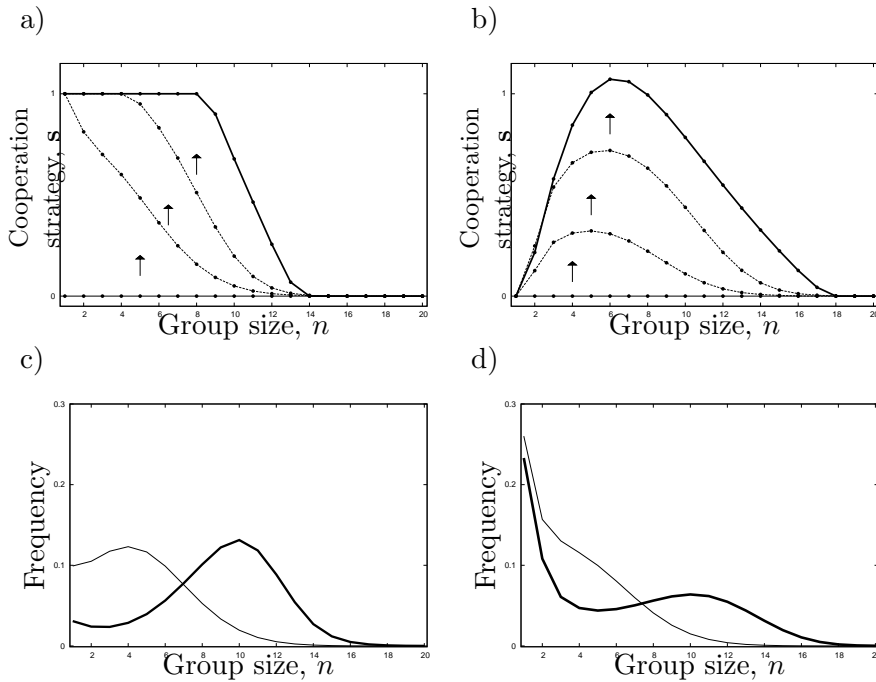 a)
Cooperation
strategy, s
1
0
2 4 6 8 10 12 14 16 18 20
Group size, n
b)
Cooperation
strategy, s
1
0
2 4 6 8 10 12 14 16 18 20
Group size, n
c)
Frequency
0.3
0.2
0.1
0
2 4 6 8 10 12 14 16 18 20
Group size, n
d)
Frequency
0.3
0.2
0.1
0
2 4 6 8 10 12 14 16 18 20
Group size, n